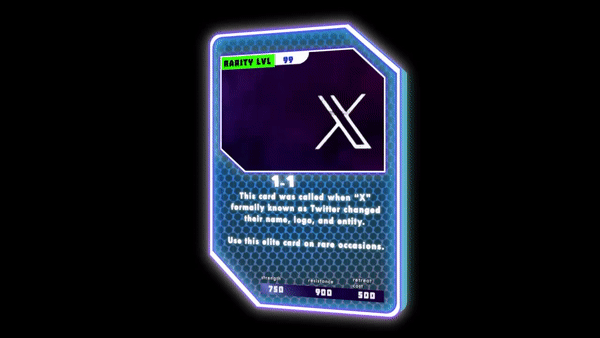 RARITY LVL 99
X
1-1
This card was called when “X”
formally known as Twitter changed
their name, logo, and entity.
Use this elite card on rare occasions.
strength resistance retreat cost
750 900 500